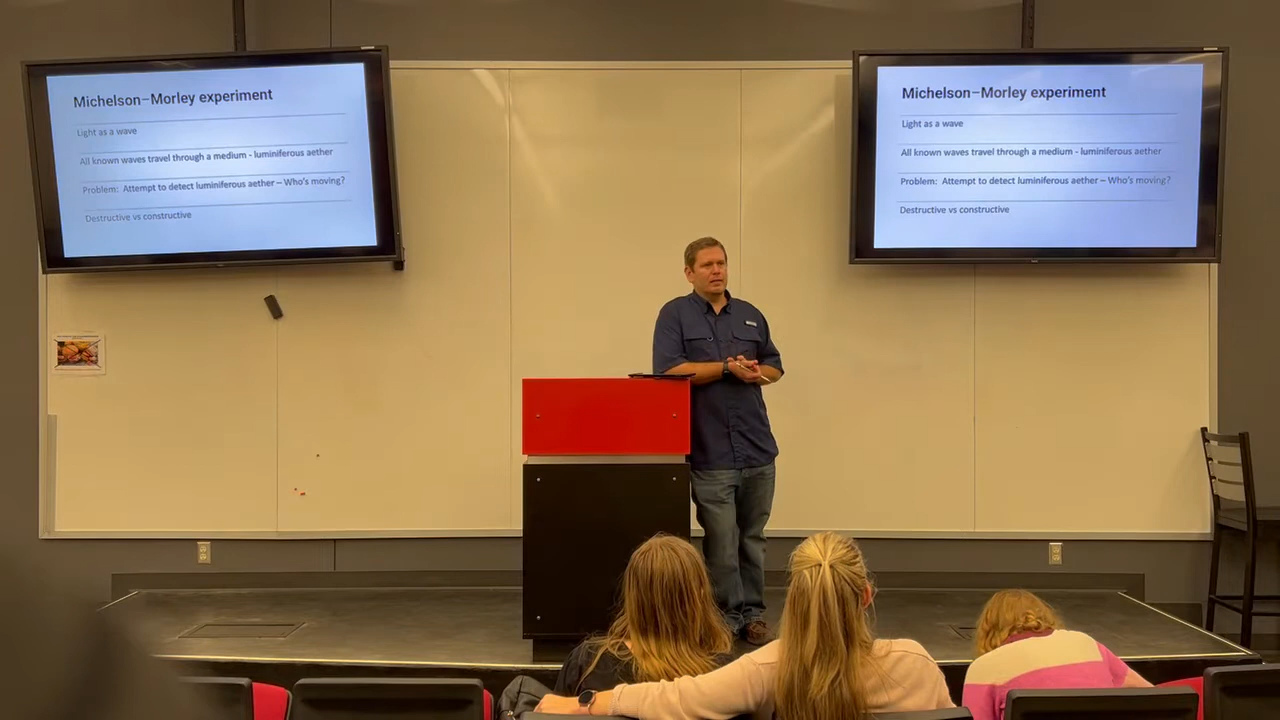 Michelson–Morley experiment
Light as a wave
All known waves travel through a medium - luminiferous aether
Problem: Attempt to detect luminiferous aether – Who's moving?
Destructive vs constructive
Michelson–Morley experiment
Light as a wave
All known waves travel through a medium - luminiferous aether
Problem: Attempt to detect luminiferous aether – Who's moving?
Destructive vs constructive